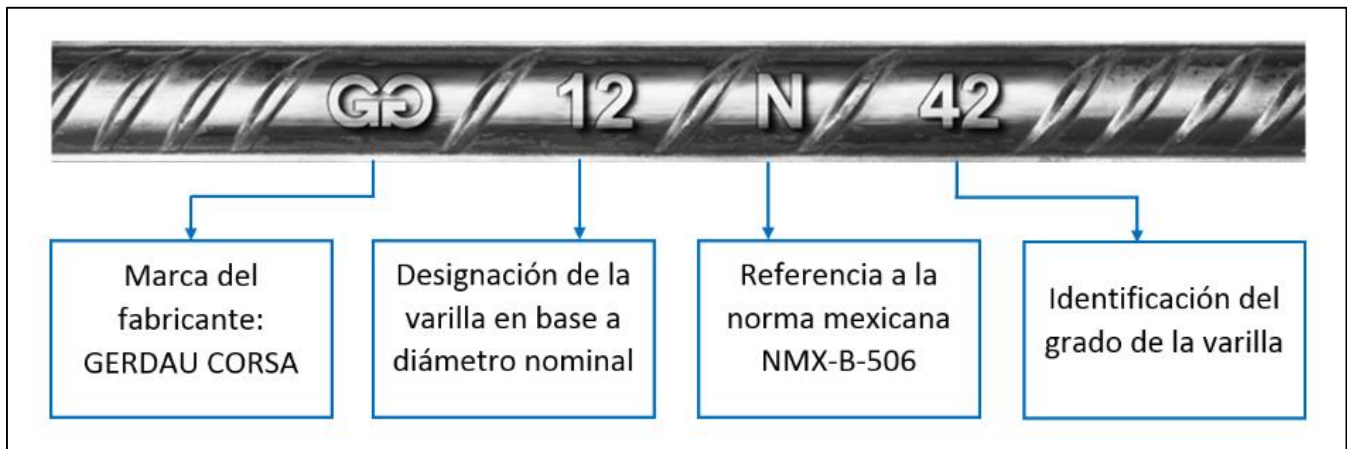 GG 12 N 42
Marca del
fabricante:
GERDAU CORSA
Designación de la
varilla en base a
diámetro nominal
Referencia a la
norma mexicana
NMX-B-506
Identificación del
grado de la varilla